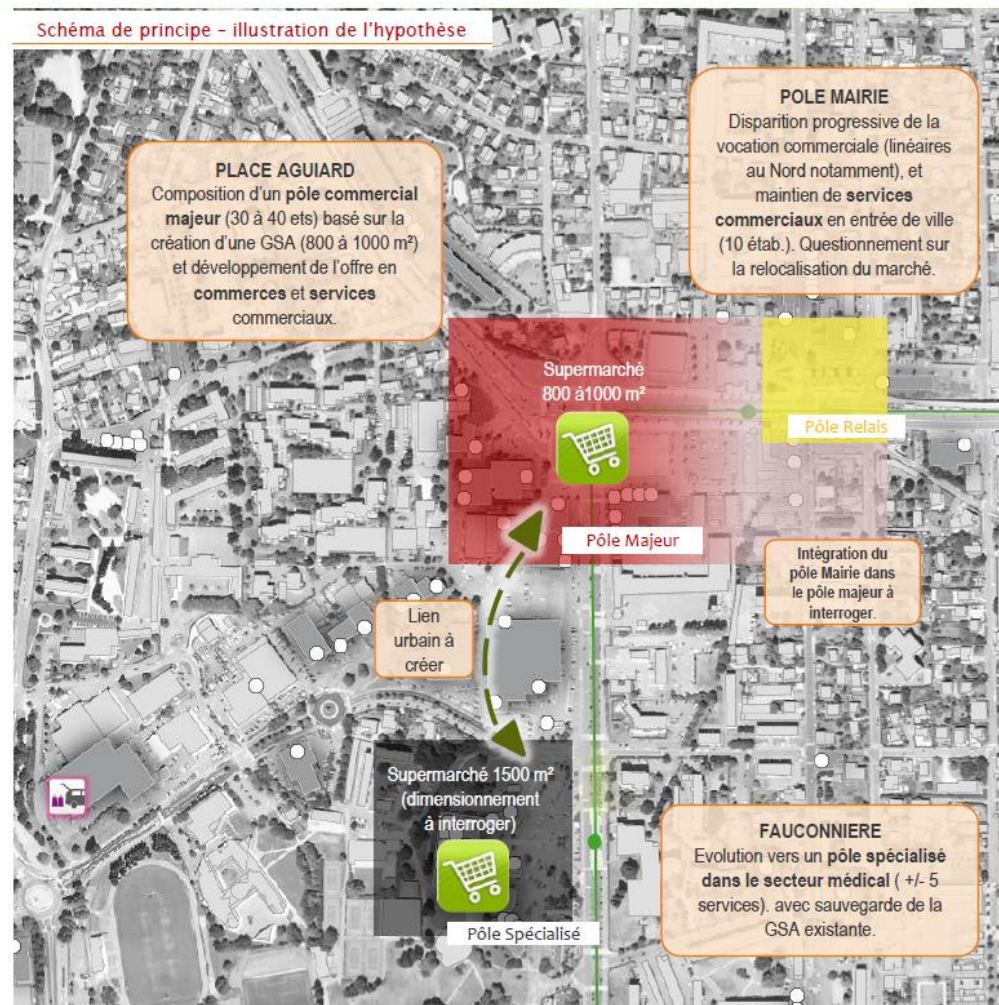 Schéma de principe – illustration de l'hypothèse
PLACE AGUIARD
Composition d'un pôle commercial
majeur (30 à 40 ets) basé sur la
création d'une GSA (800 à 1000 m²)
et développement de l'offre en
commerces et services
commerciaux.
POLE MAIRIE
Disparition progressive de la
vocation commerciale (linéaires
au Nord notamment), et
maintien de services
commerciaux en entrée de ville
(10 étab.). Questionnement sur
la relocalisation du marché.
Supermarché
800 à1000 m²
Pôle Relais
Pôle Majeur
Intégration du
pôle Mairie dans
le pôle majeur à
interroger.
Lien
urbain à
créer
Supermarché 1500 m²
(dimensionnement
à interroger)
Pôle Spécialisé
FAUCONNIERE
Evolution vers un pôle spécialisé
dans le secteur médical ( +/- 5
services). avec sauvegarde de la
GSA existante.